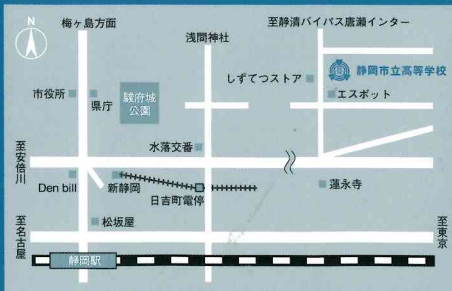 N
梅ヶ島方面
浅間神社
至静清バイパス唐瀬インター
しずてつストア
静岡市立高等学校
市役所
県庁
駿府城
公園
エスポット
水落交番
至安倍川
Den bill
新静岡
日吉町電停
蓮永寺
松坂屋
至名古屋
至東京
静岡駅